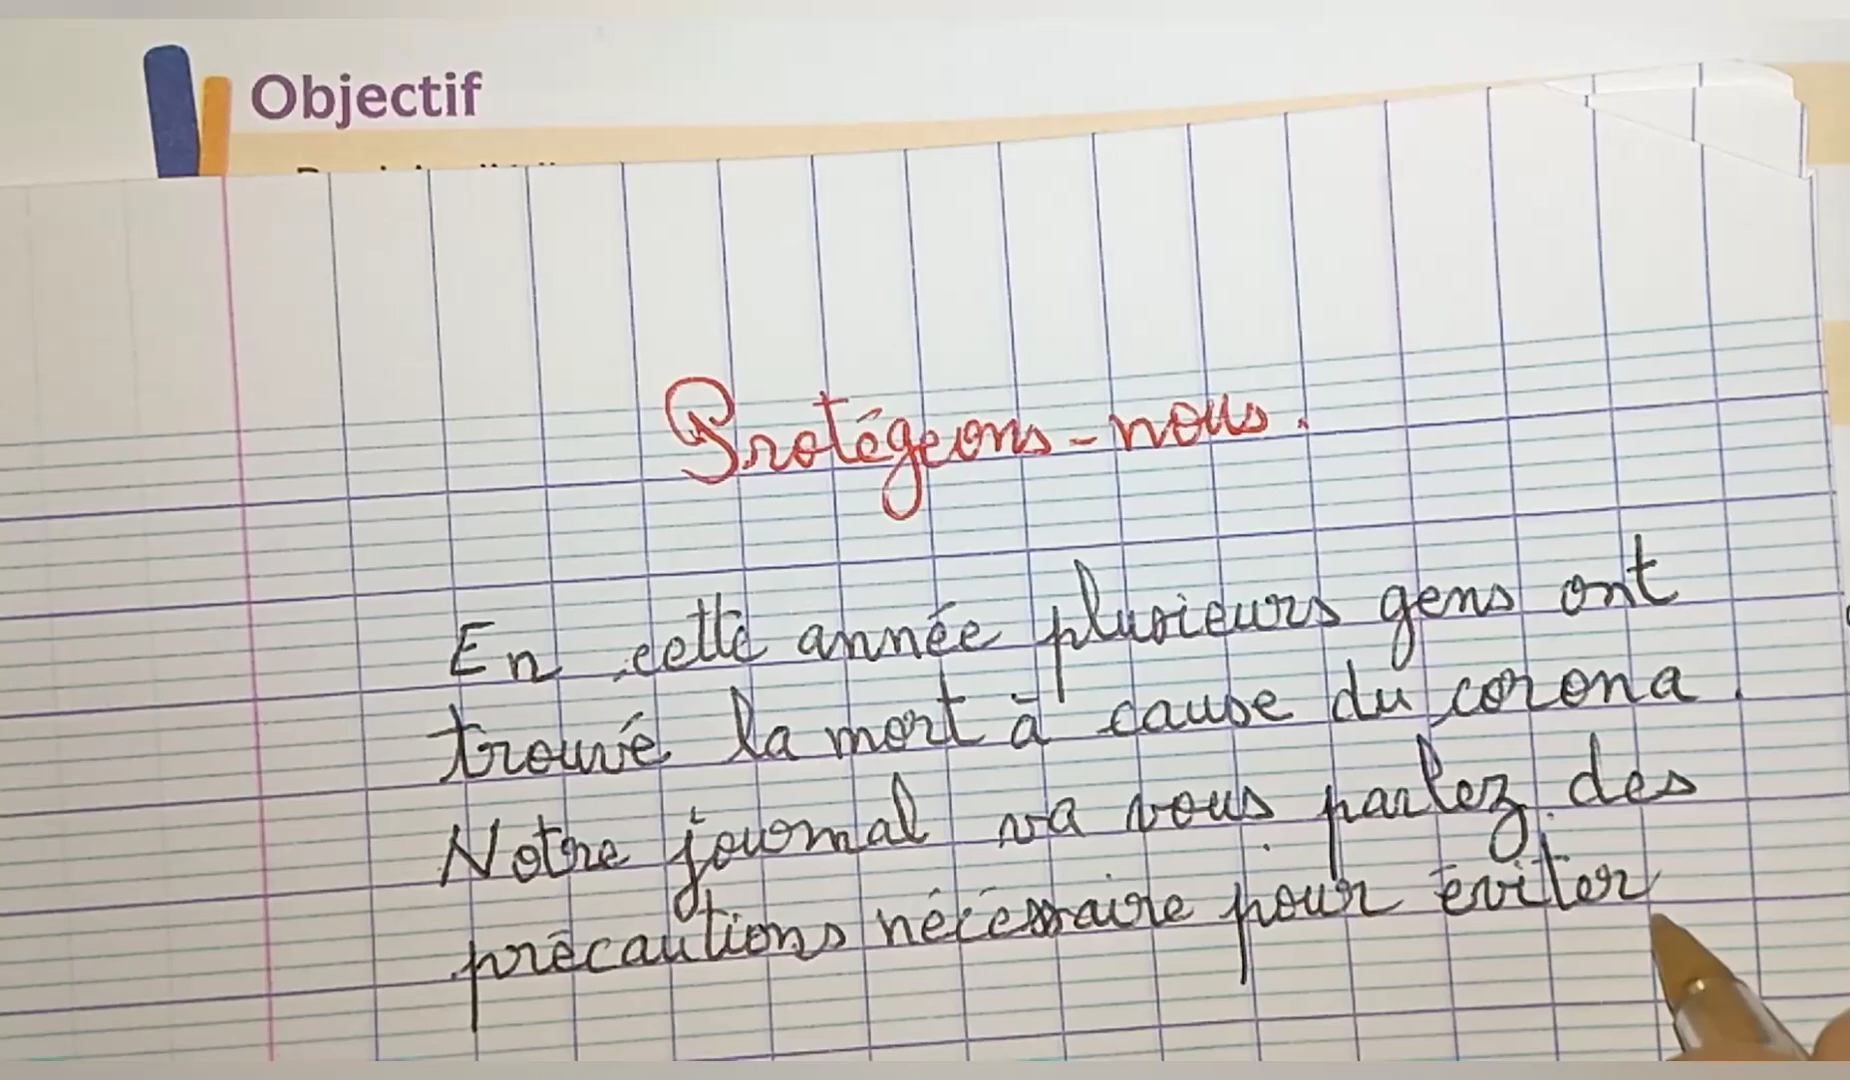 Objectif
Protégeons-nous.
En cette année plusieurs gens ont
trouvé la mort à cause du corona.
Notre journal va vous parlez des
précautions nécéssaire pour éviter